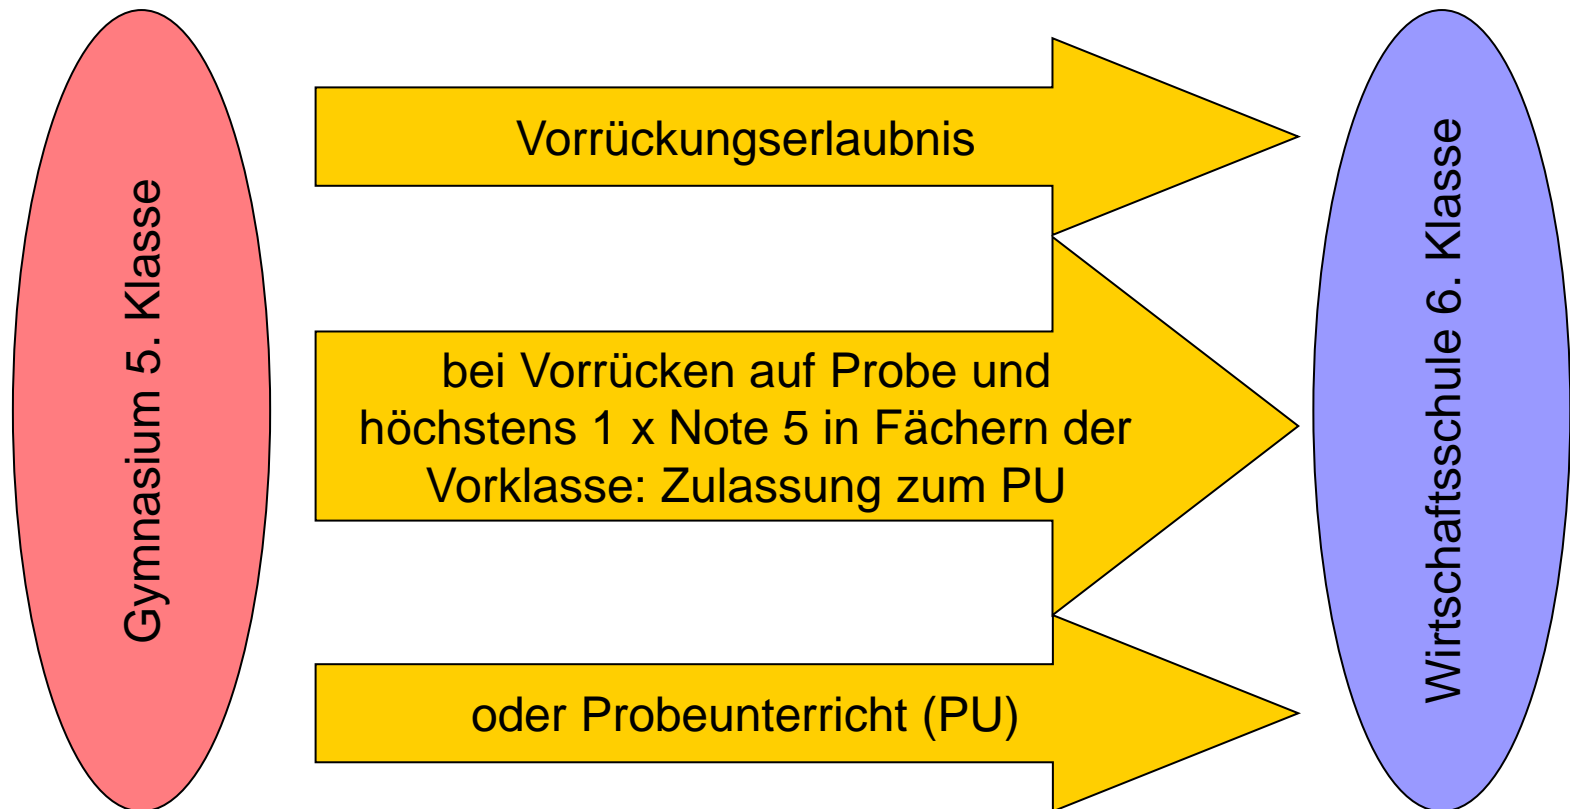 Gymnasium 5. Klasse
Vorrückungserlaubnis
bei Vorrücken auf Probe und
höchstens 1 x Note 5 in Fächern der
Vorklasse: Zulassung zum PU
oder Probeunterricht (PU)
Wirtschaftsschule 6. Klasse